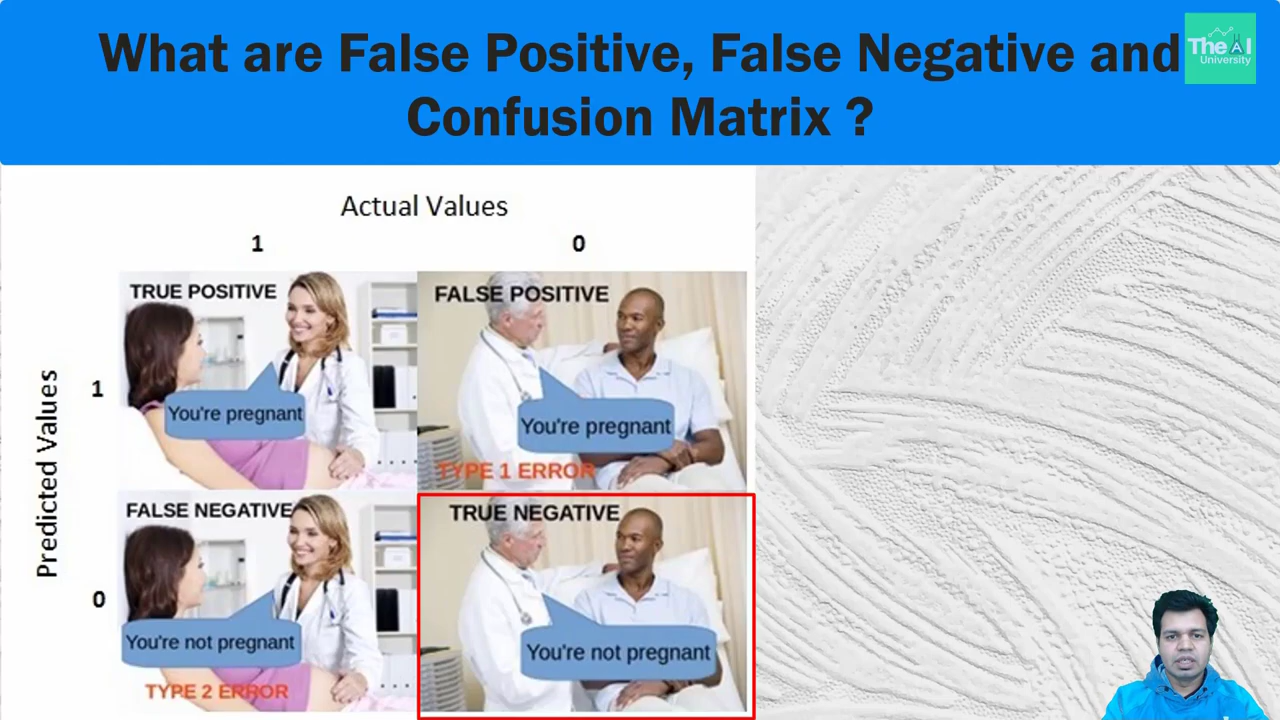 What are False Positive, False Negative and
Confusion Matrix ?
The AI
University
Actual Values
1
0
Predicted Values
1
TRUE POSITIVE
You're pregnant
FALSE POSITIVE
You're pregnant
TYPE 1 ERROR
0
FALSE NEGATIVE
You're not pregnant
TYPE 2 ERROR
TRUE NEGATIVE
You're not pregnant